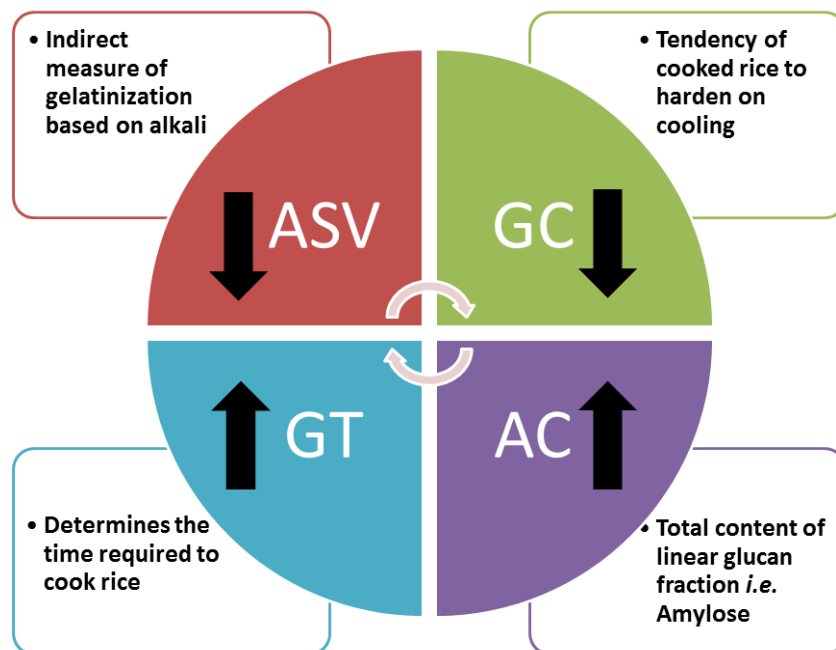 • Indirect
measure of
gelatinization
based on alkali
• Tendency of
cooked rice to
harden on
cooling
ASV
GC
GT
AC
• Determines the
time required to
cook rice
• Total content of
linear glucan
fraction i.e.
Amylose